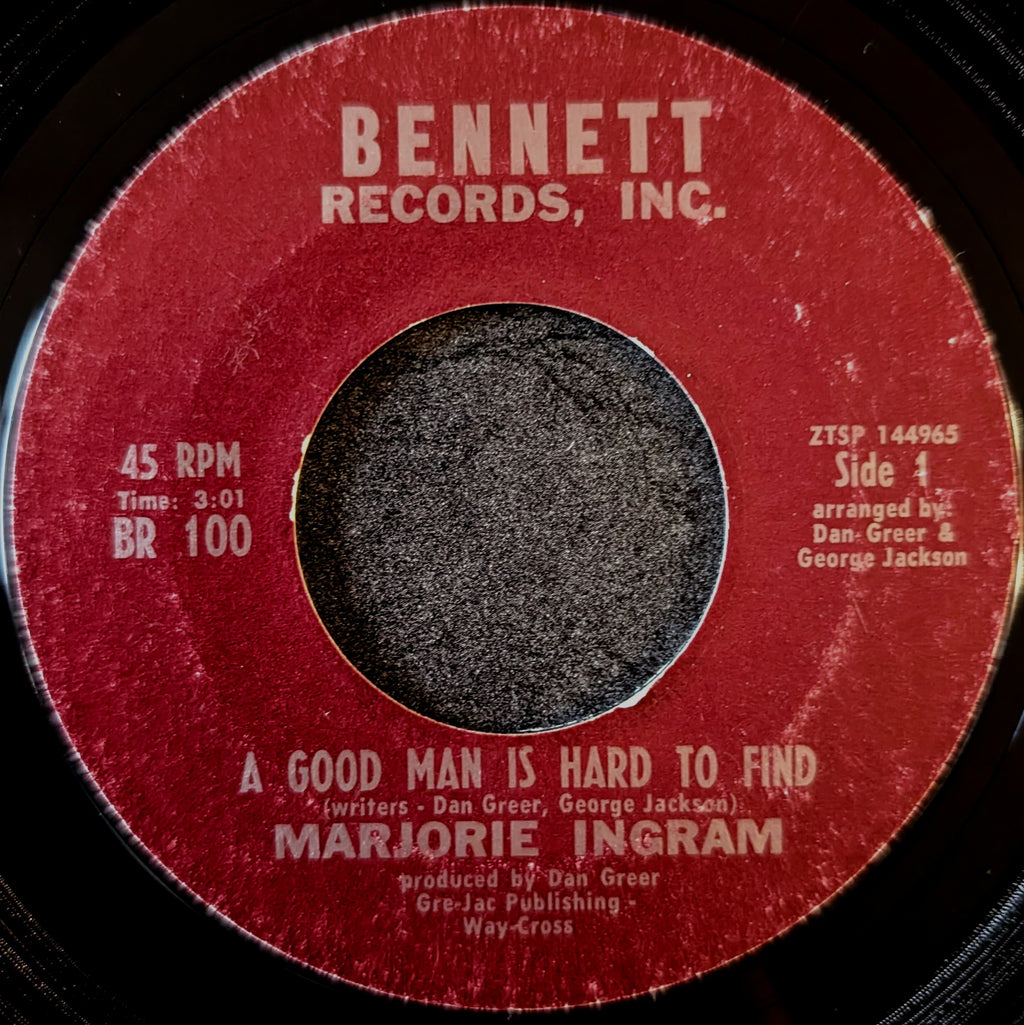 BENNETT
RECORDS, INC.
45 RPM
Time: 3:01
BR 100
ZTSP 144965
Side 1
arranged by:
Dan Greer &
George Jackson
A GOOD MAN IS HARD TO FIND
(writers - Dan Greer, George Jackson)
MARJORIE INGRAM
produced by Dan Greer
Gre-Jac Publishing -
Way-Cross